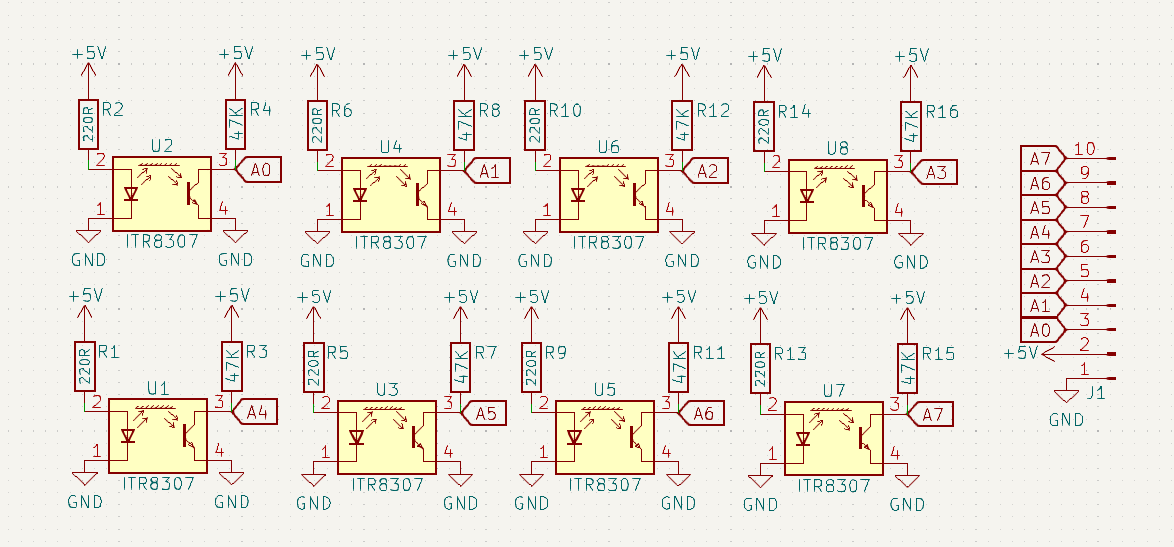 +5V +5V +5V +5V +5V +5V +5V +5V
R2 R4 R6 R8 R10 R12 R14 R16
220R 47K 220R 47K 220R 47K 220R 47K
U2 U4 U6 U8
2 3 A0 2 3 A1 2 3 A2 2 3 A3
1 4 1 4 1 4 1 4
ITR8307 ITR8307 ITR8307 ITR8307
GND GND GND GND GND GND GND GND
+5V +5V +5V +5V +5V +5V +5V +5V
R1 R3 R5 R7 R9 R11 R13 R15
220R 47K 220R 47K 220R 47K 220R 47K
U1 U3 U5 U7
2 3 A4 2 3 A5 2 3 A6 2 3 A7
1 4 1 4 1 4 1 4
ITR8307 ITR8307 ITR8307 ITR8307
GND GND GND GND GND GND GND GND
A7 10
A6 9
A5 8
A4 7
A3 6
A2 5
A1 4
A0 3
+5V 2
1
J1
GND